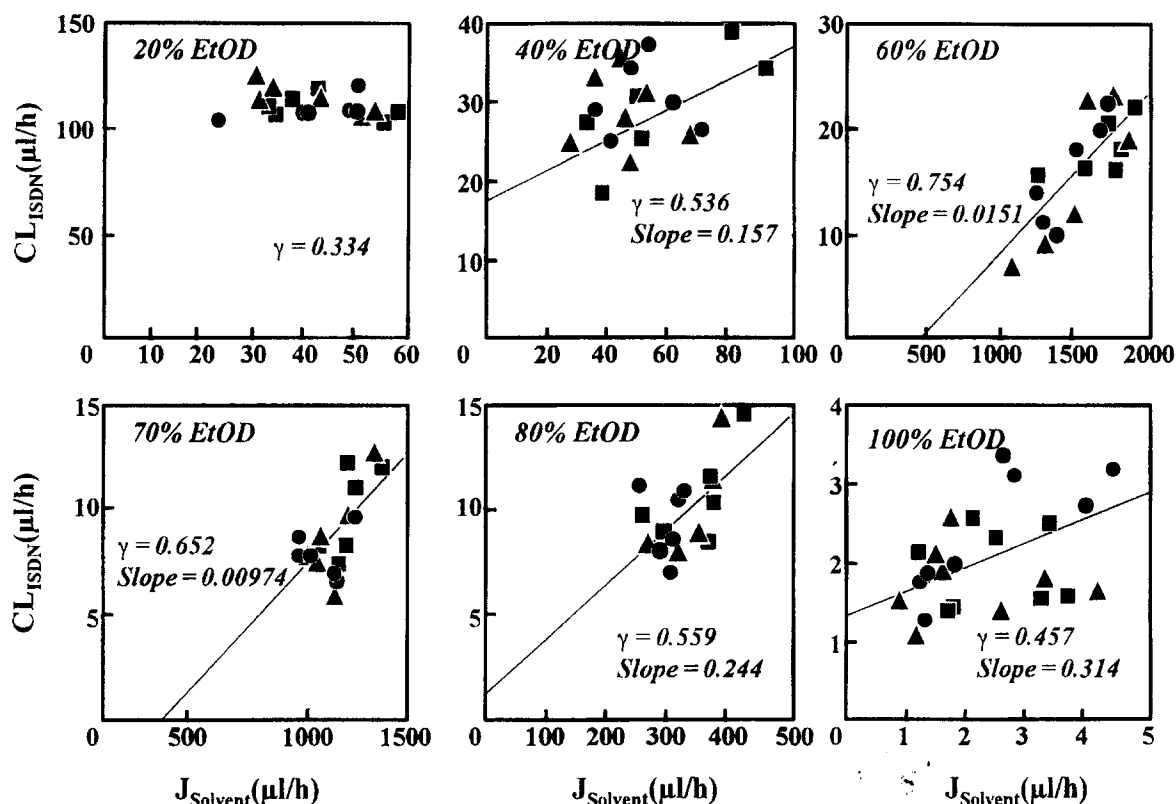 150
20% EtOD
100
CL_ISDN(μl/h)
50
γ = 0.334
0 10 20 30 40 50 60
40
40% EtOD
30
20
γ = 0.536
Slope = 0.157
10
0 20 40 60 80 100
30
60% EtOD
20
γ = 0.754
Slope = 0.0151
10
0 500 1000 1500 2000
15
70% EtOD
10
CL_ISDN(μl/h)
γ = 0.652
Slope = 0.00974
5
0 500 1000 1500
J_Solvent(μl/h)
15
80% EtOD
10
5
γ = 0.559
Slope = 0.244
0 100 200 300 400 500
J_Solvent(μl/h)
4
100% EtOD
3
2
1
γ = 0.457
Slope = 0.314
0 1 2 3 4 5
J_Solvent(μl/h)